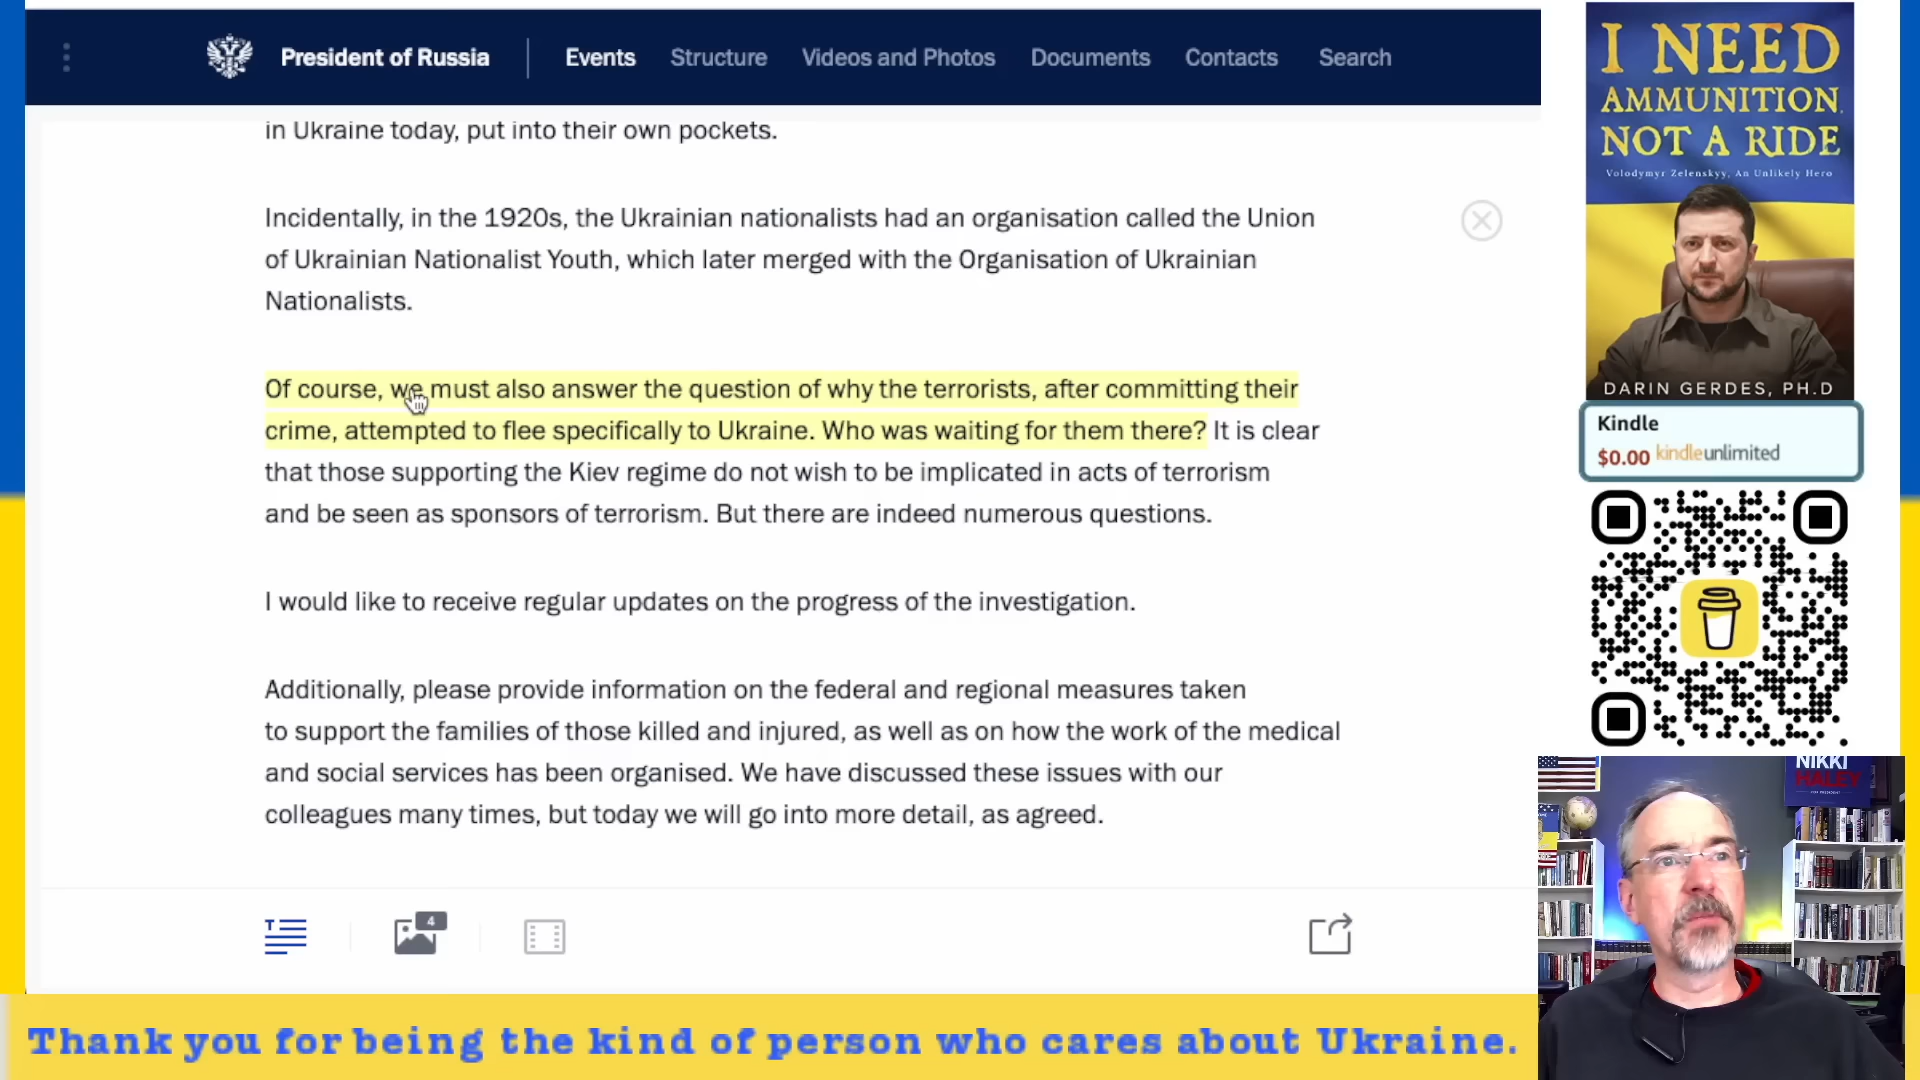 President of Russia
Events
Structure
Videos and Photos
Documents
Contacts
Search
in Ukraine today, put into their own pockets.
Incidentally, in the 1920s, the Ukrainian nationalists had an organisation called the Union
of Ukrainian Nationalist Youth, which later merged with the Organisation of Ukrainian
Nationalists.
Of course, we must also answer the question of why the terrorists, after committing their
crime, attempted to flee specifically to Ukraine. Who was waiting for them there? It is clear
that those supporting the Kiev regime do not wish to be implicated in acts of terrorism
and be seen as sponsors of terrorism. But there are indeed numerous questions.
I would like to receive regular updates on the progress of the investigation.
Additionally, please provide information on the federal and regional measures taken
to support the families of those killed and injured, as well as on how the work of the medical
and social services has been organised. We have discussed these issues with our
colleagues many times, but today we will go into more detail, as agreed.
4
I NEED
AMMUNITION,
NOT A RIDE
Volodymyr Zelenskyy, An Unlikely Hero
DARIN GERDES, PH.D
Kindle
$0.00 kindleunlimited
NIKKI
HALEY
Thank you for being the kind of person who cares about Ukraine.